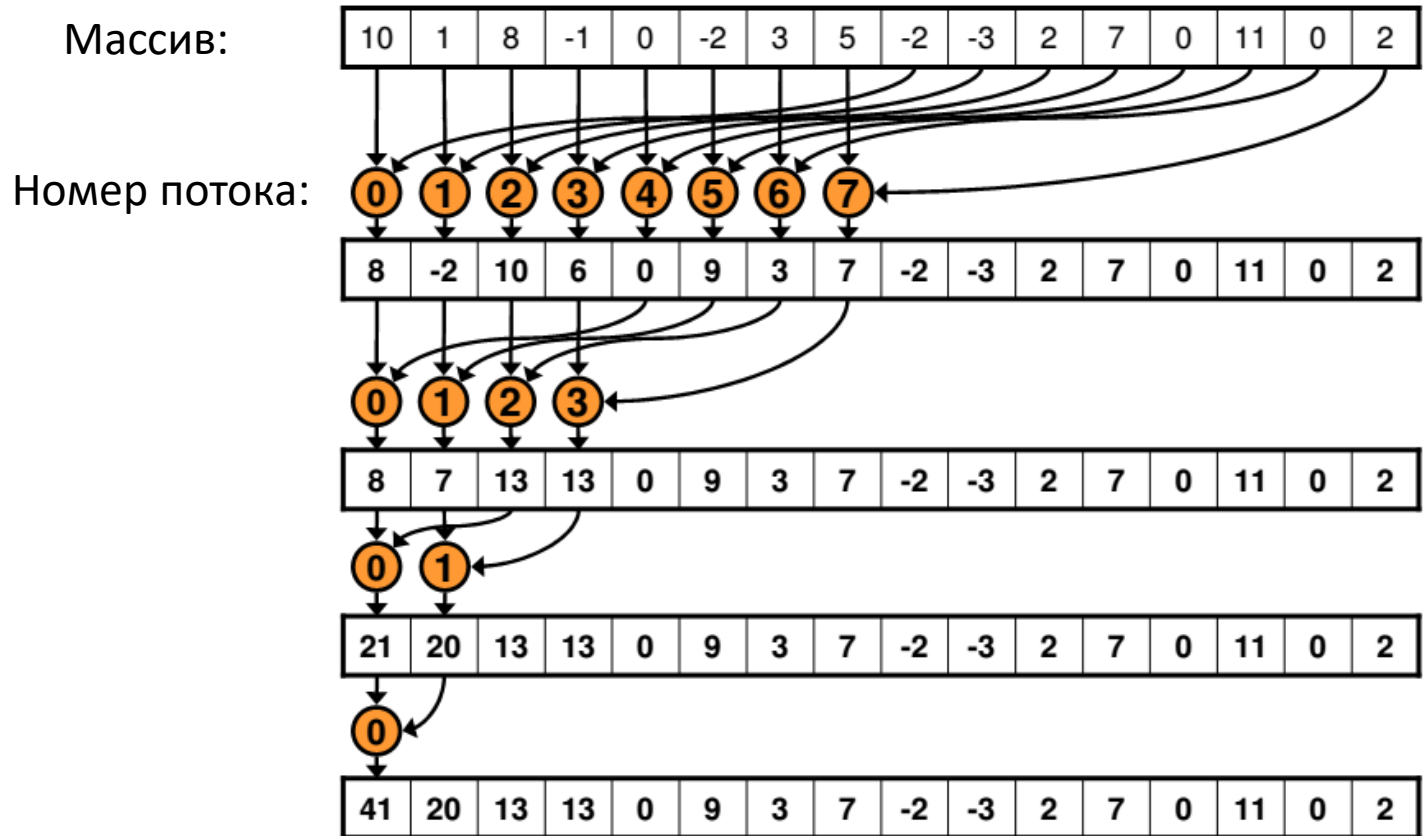 Массив: 10 1 8 -1 0 -2 3 5 -2 -3 2 7 0 11 0 2
Номер потока: 0 1 2 3 4 5 6 7
8 -2 10 6 0 9 3 7 -2 -3 2 7 0 11 0 2
0 1 2 3
8 7 13 13 0 9 3 7 -2 -3 2 7 0 11 0 2
0 1
21 20 13 13 0 9 3 7 -2 -3 2 7 0 11 0 2
0
41 20 13 13 0 9 3 7 -2 -3 2 7 0 11 0 2